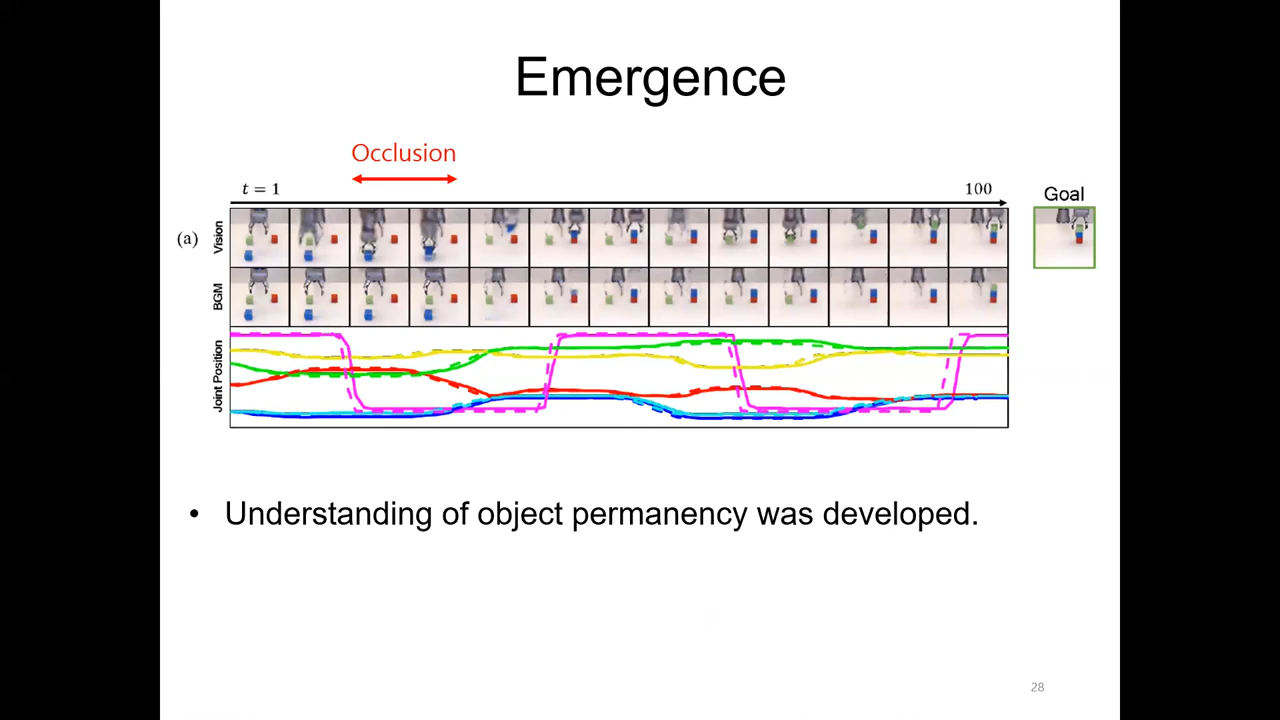 Emergence
Occlusion
t = 1
100
Goal
(a)
Vision
BGM
Joint Position
• Understanding of object permanency was developed.
28